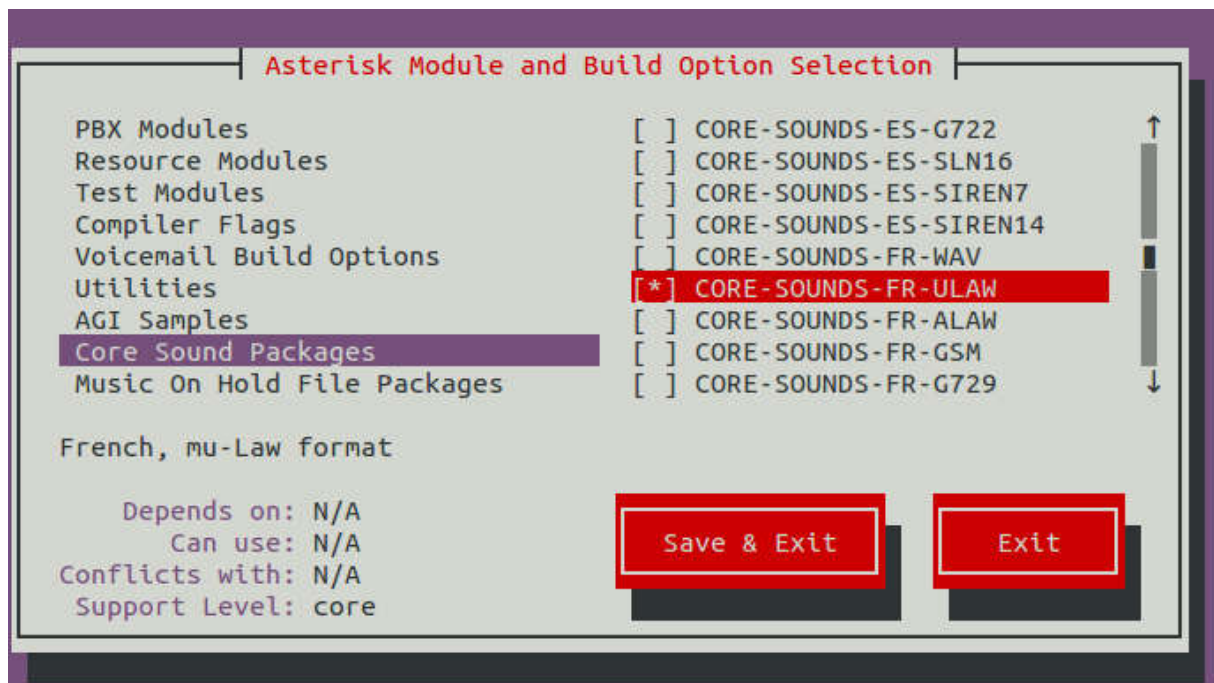 Asterisk Module and Build Option Selection
PBX Modules [ ] CORE-SOUNDS-ES-G722 ↑
Resource Modules [ ] CORE-SOUNDS-ES-SLN16
Test Modules [ ] CORE-SOUNDS-ES-SIREN7
Compiler Flags [ ] CORE-SOUNDS-ES-SIREN14
Voicemail Build Options [ ] CORE-SOUNDS-FR-WAV
Utilities [*] CORE-SOUNDS-FR-ULAW
AGI Samples [ ] CORE-SOUNDS-FR-ALAW
Core Sound Packages [ ] CORE-SOUNDS-FR-GSM
Music On Hold File Packages [ ] CORE-SOUNDS-FR-G729 ↓
French, mu-Law format
Depends on: N/A
Can use: N/A Save & Exit Exit
Conflicts with: N/A
Support Level: core